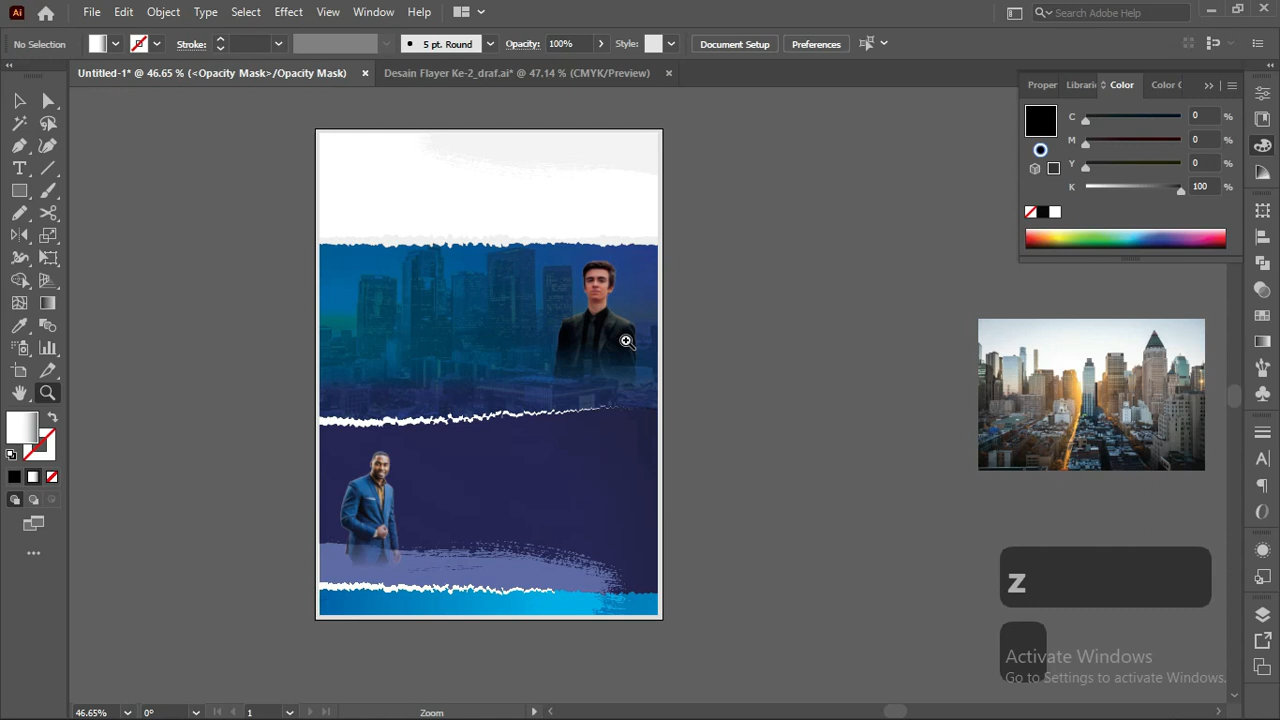 Ai File Edit Object Type Select Effect View Window Help Search Adobe Help
No Selection Stroke: 5 pt. Round Opacity: 100% Style: Document Setup Preferences
Untitled-1* @ 46.65 % (<Opacity Mask>/Opacity Mask) × Desain Flayer Ke-2_draf.ai* @ 47.14 % (CMYK/Preview) ×
Proper Librari Color Color G
C 0 %
M 0 %
Y 0 %
K 100 %
z
Activate Windows
Go to Settings to activate Windows.
46.65% 0° 1 Zoom